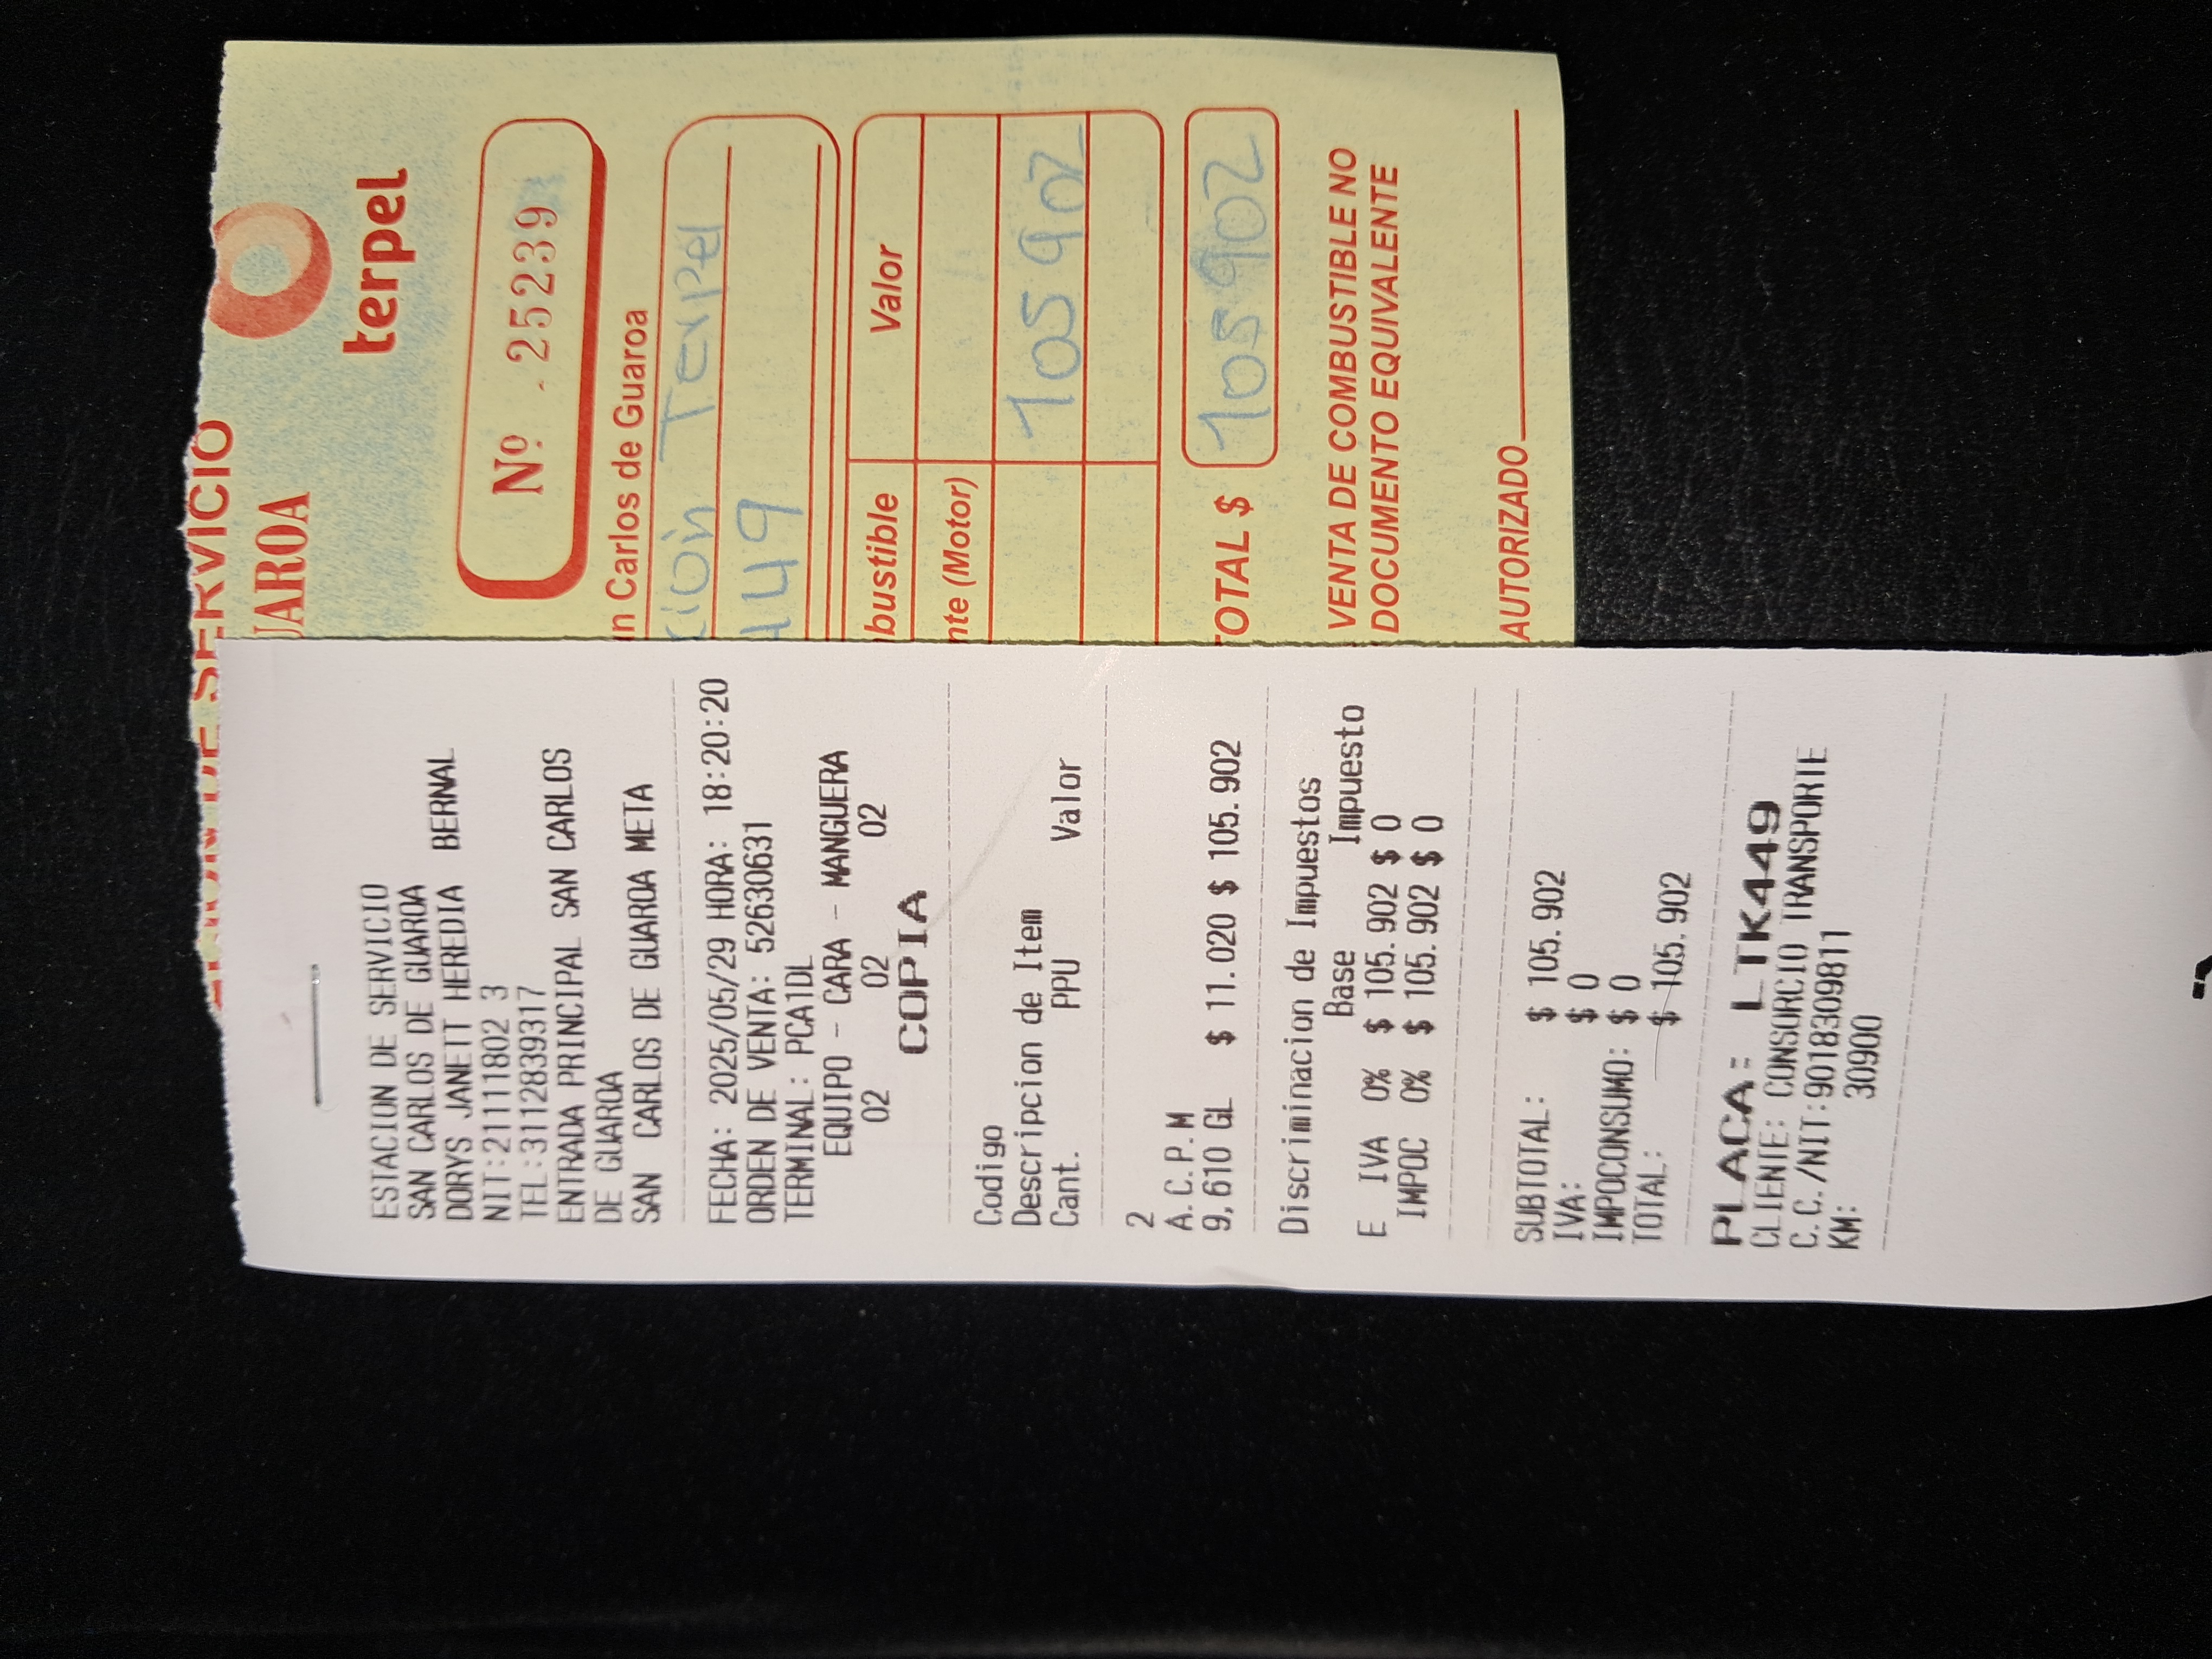 ESTACION DE SERVICIO
SAN CARLOS DE GUAROA
DORYS JANETT HEREDIA BERNAL
NIT:21111802 3
TEL:3112839317
ENTRADA PRINCIPAL SAN CARLOS
DE GUAROA
SAN CARLOS DE GUAROA META
FECHA: 2025/05/29 HORA: 18:20:20
ORDEN DE VENTA: 52630631
TERMINAL: PCA1DL
EQUIPO - CARA - MANGUERA
02 02 02
COPIA
Codigo
Descripcion de Item
Cant. PPU Valor
2
A.C.P.M
9,610 GL $ 11.020 $ 105.902
Discriminacion de Impuestos
Base Impuesto
E IVA 0% $ 105.902 $ 0
IMPOC 0% $ 105.902 $ 0
SUBTOTAL: $ 105.902
IVA: $ 0
IMPOCONSUMO: $ 0
TOTAL: $ 105.902
PLACA: LTK449
CLIENTE: CONSORCIO TRANSPORTE
C.C./NIT:9018309811
KM: 30900
SERVICIO
UAROA
terpel
Nº 25239
n Carlos de Guaroa
ción Terpel
449
bustible Valor
nte (Motor)
105902
OTAL $ 105902
VENTA DE COMBUSTIBLE NO
DOCUMENTO EQUIVALENTE
AUTORIZADO